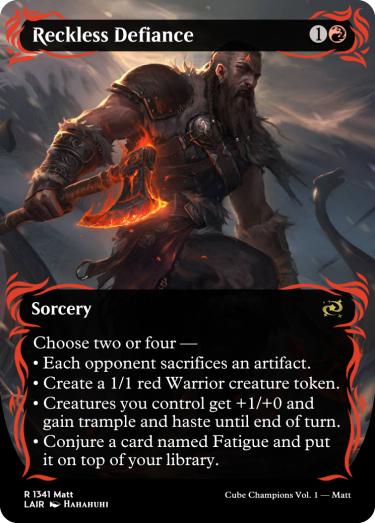 Reckless Defiance 1
Sorcery
Choose two or four —
• Each opponent sacrifices an artifact.
• Create a 1/1 red Warrior creature token.
• Creatures you control get +1/+0 and
gain trample and haste until end of turn.
• Conjure a card named Fatigue and put
it on top of your library.
R 1341 Matt
LAIR Hahahuhi
Cube Champions Vol. 1 — Matt